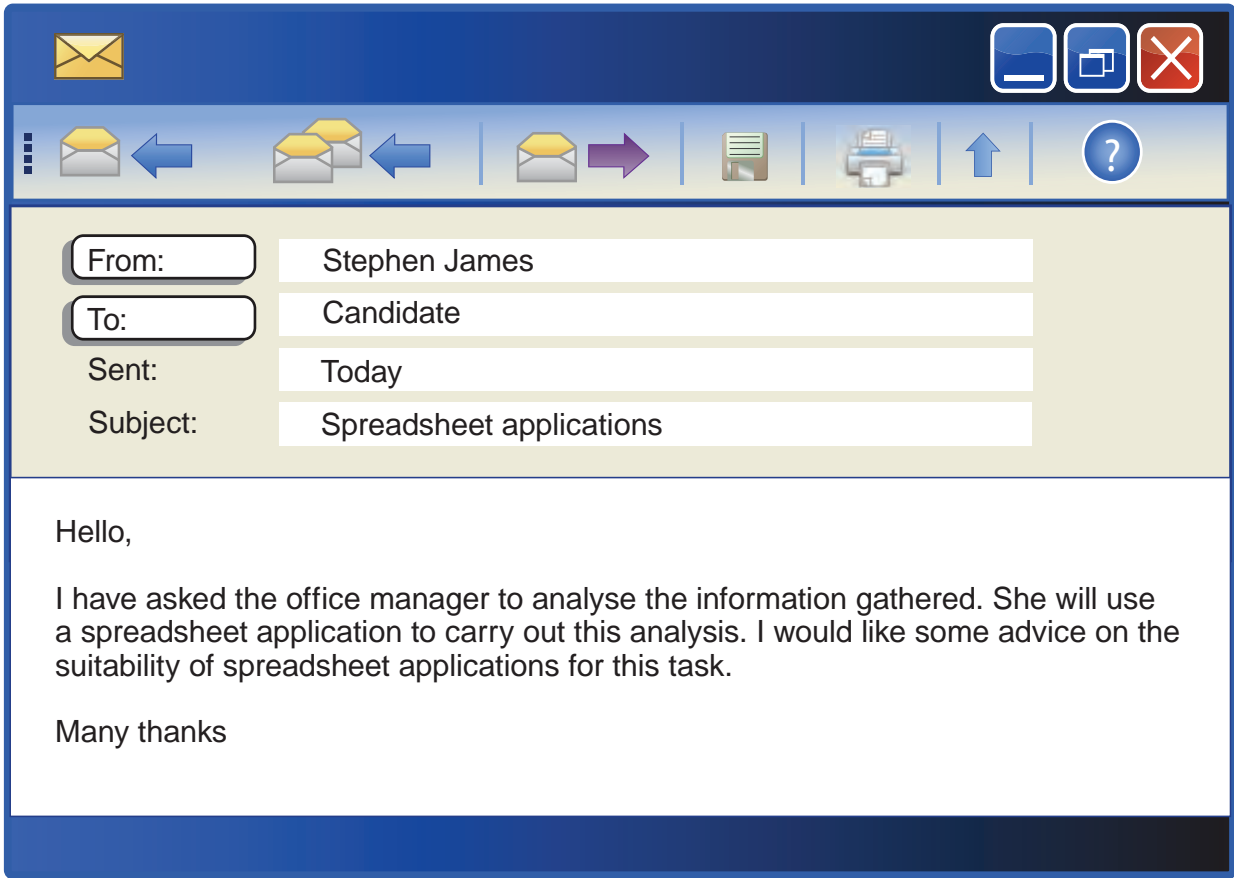 ?
From: Stephen James
To: Candidate
Sent: Today
Subject: Spreadsheet applications
Hello,
I have asked the office manager to analyse the information gathered. She will use
a spreadsheet application to carry out this analysis. I would like some advice on the
suitability of spreadsheet applications for this task.
Many thanks